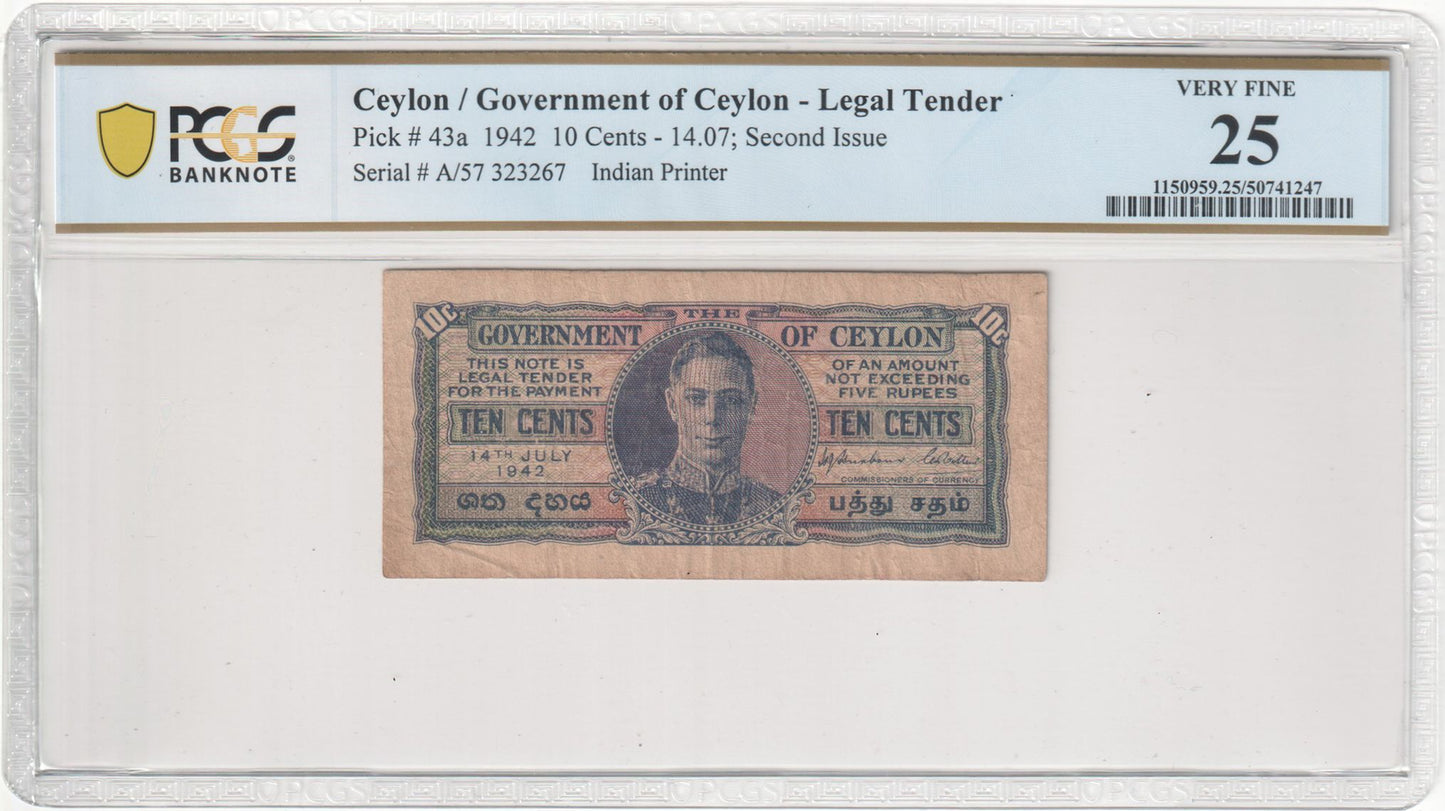 PCGS
BANKNOTE
Ceylon / Government of Ceylon - Legal Tender
Pick # 43a 1942 10 Cents - 14.07; Second Issue
Serial # A/57 323267 Indian Printer
VERY FINE
25
1150959.25/50741247
10c
THE
10c
GOVERNMENT OF CEYLON
THIS NOTE IS
LEGAL TENDER
FOR THE PAYMENT
OF AN AMOUNT
NOT EXCEEDING
FIVE RUPEES
TEN CENTS
TEN CENTS
14TH JULY
1942
COMMISSIONERS OF CURRENCY
ශත දහය
பத்து சதம்